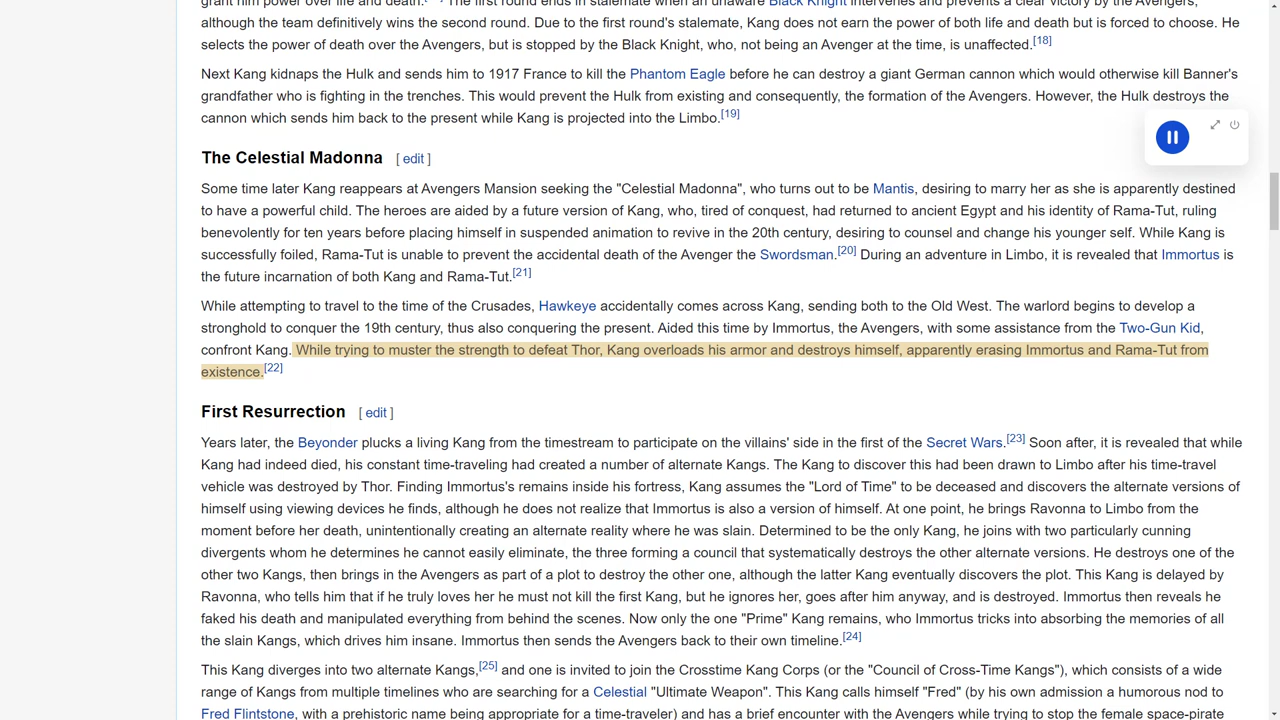 although the team definitively wins the second round. Due to the first round's stalemate, Kang does not earn the power of both life and death but is forced to choose. He
selects the power of death over the Avengers, but is stopped by the Black Knight, who, not being an Avenger at the time, is unaffected.[18]
Next Kang kidnaps the Hulk and sends him to 1917 France to kill the Phantom Eagle before he can destroy a giant German cannon which would otherwise kill Banner's
grandfather who is fighting in the trenches. This would prevent the Hulk from existing and consequently, the formation of the Avengers. However, the Hulk destroys the
cannon which sends him back to the present while Kang is projected into the Limbo.[19]
The Celestial Madonna [ edit ]
Some time later Kang reappears at Avengers Mansion seeking the "Celestial Madonna", who turns out to be Mantis, desiring to marry her as she is apparently destined
to have a powerful child. The heroes are aided by a future version of Kang, who, tired of conquest, had returned to ancient Egypt and his identity of Rama-Tut, ruling
benevolently for ten years before placing himself in suspended animation to revive in the 20th century, desiring to counsel and change his younger self. While Kang is
successfully foiled, Rama-Tut is unable to prevent the accidental death of the Avenger the Swordsman.[20] During an adventure in Limbo, it is revealed that Immortus is
the future incarnation of both Kang and Rama-Tut.[21]
While attempting to travel to the time of the Crusades, Hawkeye accidentally comes across Kang, sending both to the Old West. The warlord begins to develop a
stronghold to conquer the 19th century, thus also conquering the present. Aided this time by Immortus, the Avengers, with some assistance from the Two-Gun Kid,
confront Kang. While trying to muster the strength to defeat Thor, Kang overloads his armor and destroys himself, apparently erasing Immortus and Rama-Tut from
existence.[22]
First Resurrection [ edit ]
Years later, the Beyonder plucks a living Kang from the timestream to participate on the villains' side in the first of the Secret Wars.[23] Soon after, it is revealed that while
Kang had indeed died, his constant time-traveling had created a number of alternate Kangs. The Kang to discover this had been drawn to Limbo after his time-travel
vehicle was destroyed by Thor. Finding Immortus's remains inside his fortress, Kang assumes the "Lord of Time" to be deceased and discovers the alternate versions of
himself using viewing devices he finds, although he does not realize that Immortus is also a version of himself. At one point, he brings Ravonna to Limbo from the
moment before her death, unintentionally creating an alternate reality where he was slain. Determined to be the only Kang, he joins with two particularly cunning
divergents whom he determines he cannot easily eliminate, the three forming a council that systematically destroys the other alternate versions. He destroys one of the
other two Kangs, then brings in the Avengers as part of a plot to destroy the other one, although the latter Kang eventually discovers the plot. This Kang is delayed by
Ravonna, who tells him that if he truly loves her he must not kill the first Kang, but he ignores her, goes after him anyway, and is destroyed. Immortus then reveals he
faked his death and manipulated everything from behind the scenes. Now only the one "Prime" Kang remains, who Immortus tricks into absorbing the memories of all
the slain Kangs, which drives him insane. Immortus then sends the Avengers back to their own timeline.[24]
This Kang diverges into two alternate Kangs,[25] and one is invited to join the Crosstime Kang Corps (or the "Council of Cross-Time Kangs"), which consists of a wide
range of Kangs from multiple timelines who are searching for a Celestial "Ultimate Weapon". This Kang calls himself "Fred" (by his own admission a humorous nod to
Fred Flintstone, with a prehistoric name being appropriate for a time-traveler) and has a brief encounter with the Avengers while trying to stop the female space-pirate